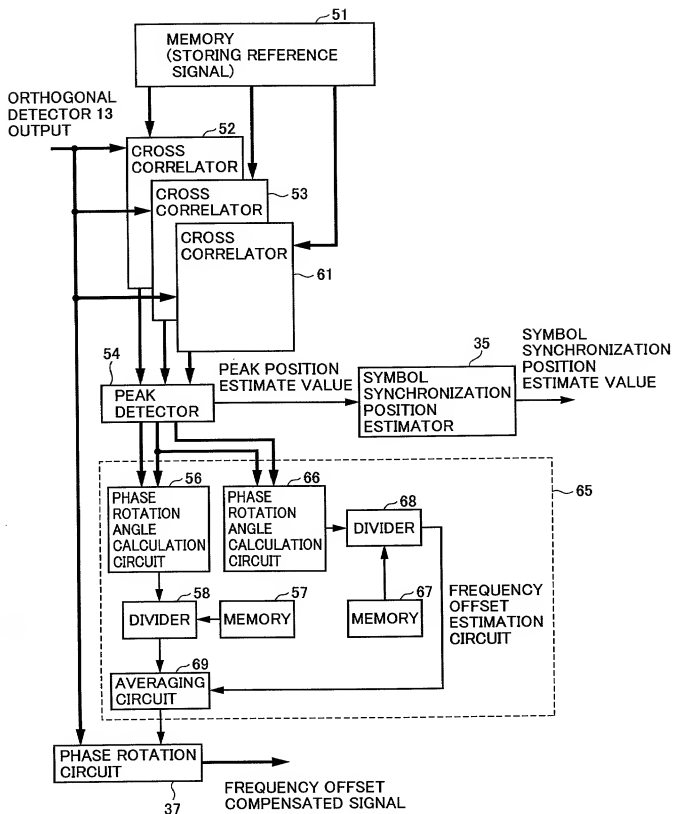 51
MEMORY
(STORING REFERENCE
SIGNAL)
ORTHOGONAL
DETECTOR 13
OUTPUT
52
CROSS
CORRELATOR
53
CROSS
CORRELATOR
CROSS
CORRELATOR
61
54
PEAK
DETECTOR
PEAK POSITION
ESTIMATE VALUE
35
SYMBOL
SYNCHRONIZATION
POSITION
ESTIMATOR
SYMBOL
SYNCHRONIZATION
POSITION
ESTIMATE VALUE
56
PHASE
ROTATION
ANGLE
CALCULATION
CIRCUIT
66
PHASE
ROTATION
ANGLE
CALCULATION
CIRCUIT
68
DIVIDER
65
58
DIVIDER
57
MEMORY
67
MEMORY
FREQUENCY
OFFSET
ESTIMATION
CIRCUIT
69
AVERAGING
CIRCUIT
PHASE ROTATION
CIRCUIT
37
FREQUENCY OFFSET
COMPENSATED SIGNAL